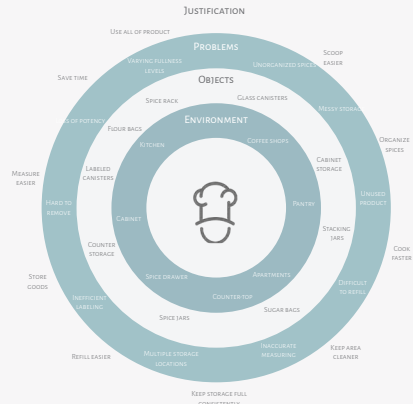 Justification
Use all of product
Problems
Varying fullness
levels
Unorganized spices
Scoop
easier
Objects
Save time
Spice rack
Glass canisters
Messy storage
of potency
Flour bags
Environment
Kitchen
Coffee shops
Organize
spices
Measure
easier
Labeled
canisters
Cabinet
storage
Hard to
remove
Cabinet
Pantry
Unused
product
Counter
storage
Stacking
jars
Cook
faster
Store
goods
Spice drawer
Apartments
Difficult
to refill
Inefficient
labeling
Countertop
Spice jars
Sugar bags
Refill easier
Multiple storage
locations
Inaccurate
measuring
Keep area
cleaner
Keep storage full
consistently